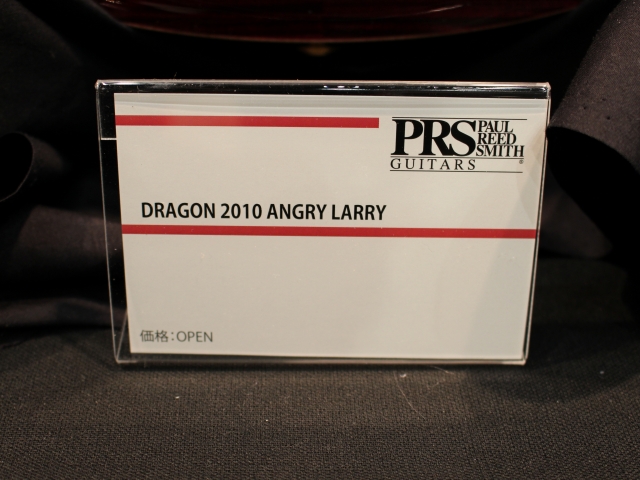 PRS PAUL REED SMITH
GUITARS
DRAGON 2010 ANGRY LARRY
価格:OPEN